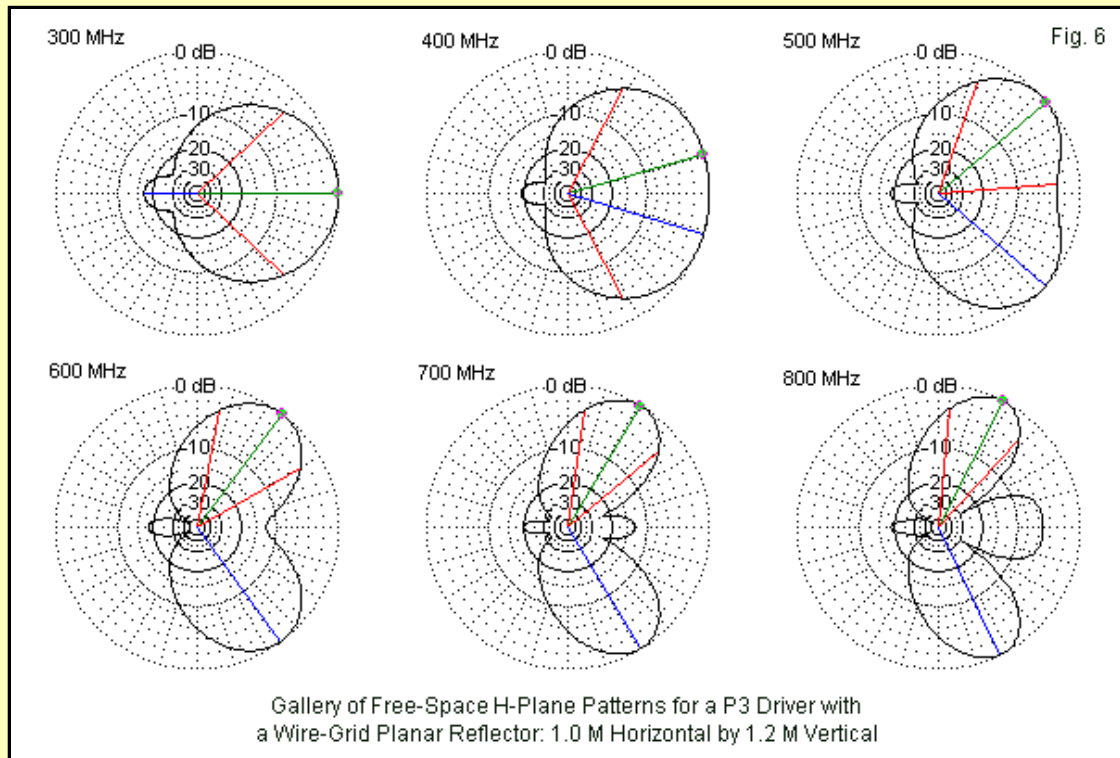 300 MHz
0 dB
-10
-20
-30
400 MHz
0 dB
-10
-20
-30
500 MHz
0 dB
-10
-20
-30
Fig. 6
600 MHz
0 dB
-10
-20
-30
700 MHz
0 dB
-10
-20
-30
800 MHz
0 dB
-10
-20
-30
Gallery of Free-Space H-Plane Patterns for a P3 Driver with
a Wire-Grid Planar Reflector: 1.0 M Horizontal by 1.2 M Vertical